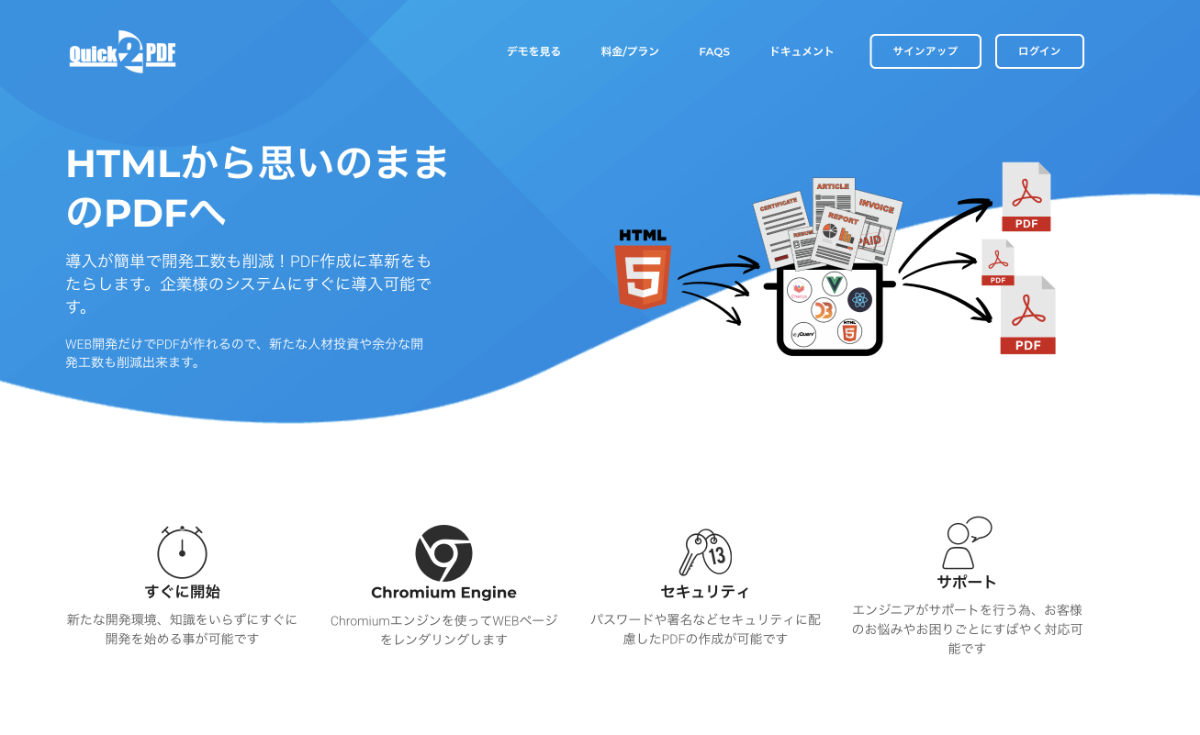 Quick2PDF
デモを見る
料金/プラン
FAQS
ドキュメント
サインアップ
ログイン
HTMLから思いのまま
のPDFへ
導入が簡単で開発工数も削減！PDF作成に革新をも
たらします。企業様のシステムにすぐに導入可能で
す。
WEB開発だけでPDFが作れるので、新たな人材投資や余分な開
発工数も削減出来ます。
HTML
5
CERTIFICATE
ARTICLE
INVOICE
REPORT
PAID
jQuery
HTML
5
PDF
PDF
PDF
13
すぐに開始
新たな開発環境、知識をいらずにすぐに
開発を始める事が可能です
Chromium Engine
Chromiumエンジンを使ってWEBページ
をレンダリングします
セキュリティ
パスワードや署名などセキュリティに配
慮したPDFの作成が可能です
サポート
エンジニアがサポートを行う為、お客様
のお悩みやお困りごとにすばやく対応可
能です